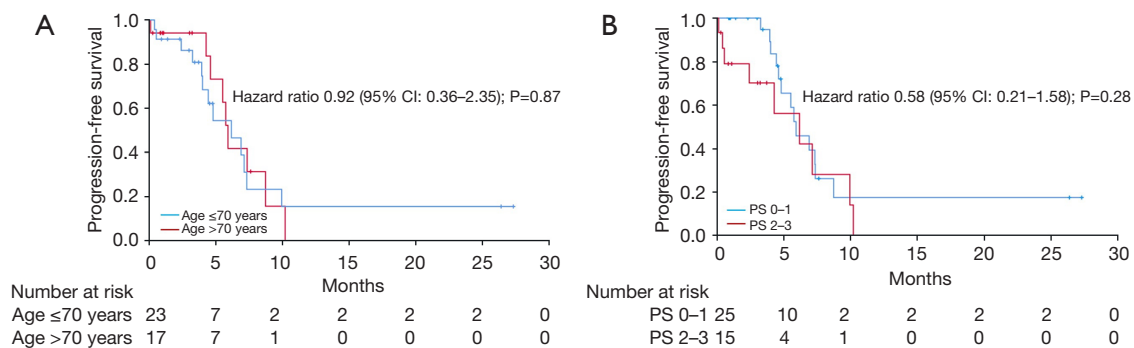 A
Progression-free survival
1.0
0.8
0.6
0.4
0.2
0.0
Hazard ratio 0.92 (95% CI: 0.36–2.35); P=0.87
Age ≤70 years
Age >70 years
0 5 10 15 20 25 30
Months
Number at risk
Age ≤70 years 23 7 2 2 2 2 0
Age >70 years 17 7 1 0 0 0 0
B
Progression-free survival
1.0
0.8
0.6
0.4
0.2
0.0
Hazard ratio 0.58 (95% CI: 0.21–1.58); P=0.28
PS 0–1
PS 2–3
0 5 10 15 20 25 30
Months
Number at risk
PS 0–1 25 10 2 2 2 2 0
PS 2–3 15 4 1 0 0 0 0